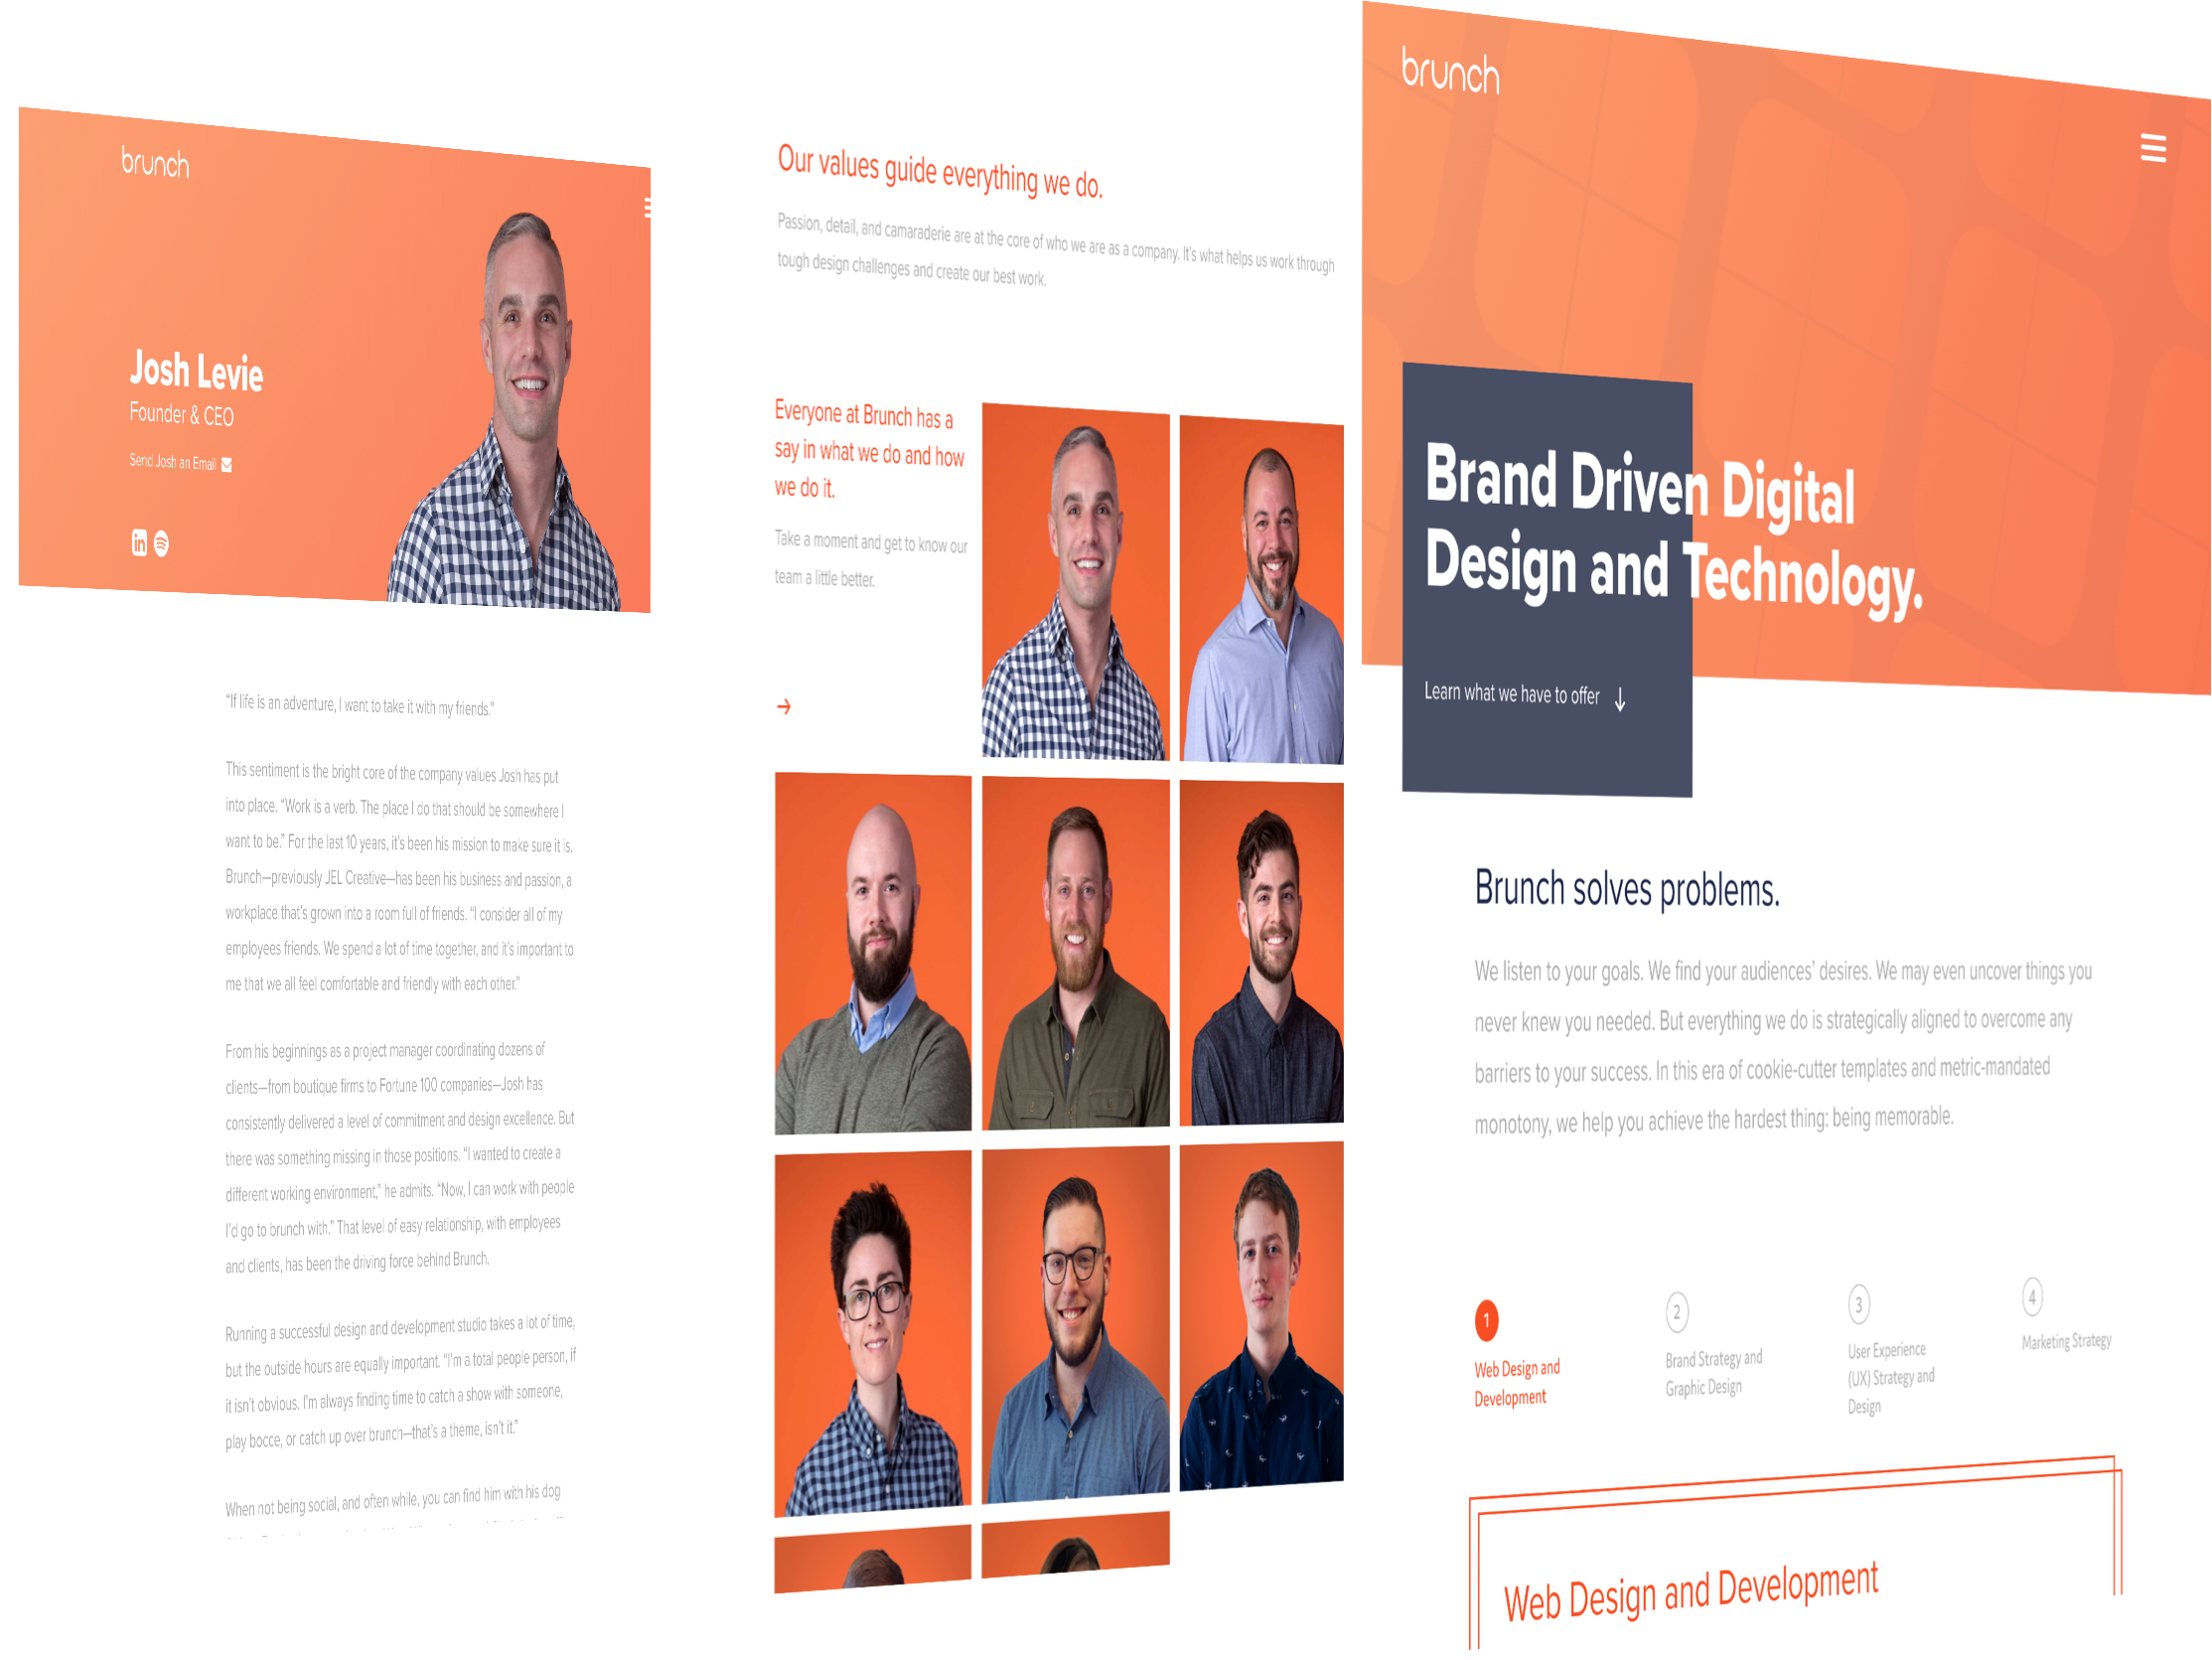 brunch
Josh Levie
Founder & CEO
Send Josh an Email
in
“If life is an adventure, I want to take it with my friends.”
This sentiment is the bright core of the company values Josh has put
into place. “Work is a verb. The place I do that should be somewhere I
want to be.” For the last 10 years, it’s been his mission to make sure it is.
Brunch—previously JEL Creative—has been his business and passion, a
workplace that’s grown into a room full of friends. “I consider all of my
employees friends. We spend a lot of time together, and it’s important to
me that we all feel comfortable and friendly with each other.”
From his beginnings as a project manager coordinating dozens of
clients—from boutique firms to Fortune 100 companies—Josh has
consistently delivered a level of commitment and design excellence. But
there was something missing in those positions. “I wanted to create a
different working environment,” he admits. “Now, I can work with people
I’d go to brunch with.” That level of easy relationship, with employees
and clients, has been the driving force behind Brunch.
Running a successful design and development studio takes a lot of time,
but the outside hours are equally important. “I’m a total people person, if
it isn’t obvious. I’m always finding time to catch a show with someone,
play bocce, or catch up over brunch—that’s a theme, isn’t it.”
When not being social, and often while, you can find him with his dog
Our values guide everything we do.
Passion, detail, and camaraderie are at the core of who we are as a company. It’s what helps us work through
tough design challenges and create our best work.
Everyone at Brunch has a
say in what we do and how
we do it.
Take a moment and get to know our
team a little better.
brunch
Brand Driven Digital
Design and Technology.
Learn what we have to offer
Brunch solves problems.
We listen to your goals. We find your audiences’ desires. We may even uncover things you
never knew you needed. But everything we do is strategically aligned to overcome any
barriers to your success. In this era of cookie-cutter templates and metric-mandated
monotony, we help you achieve the hardest thing: being memorable.
1
Web Design and
Development
2
Brand Strategy and
Graphic Design
3
User Experience
(UX) Strategy and
Design
4
Marketing Strategy
Web Design and Development